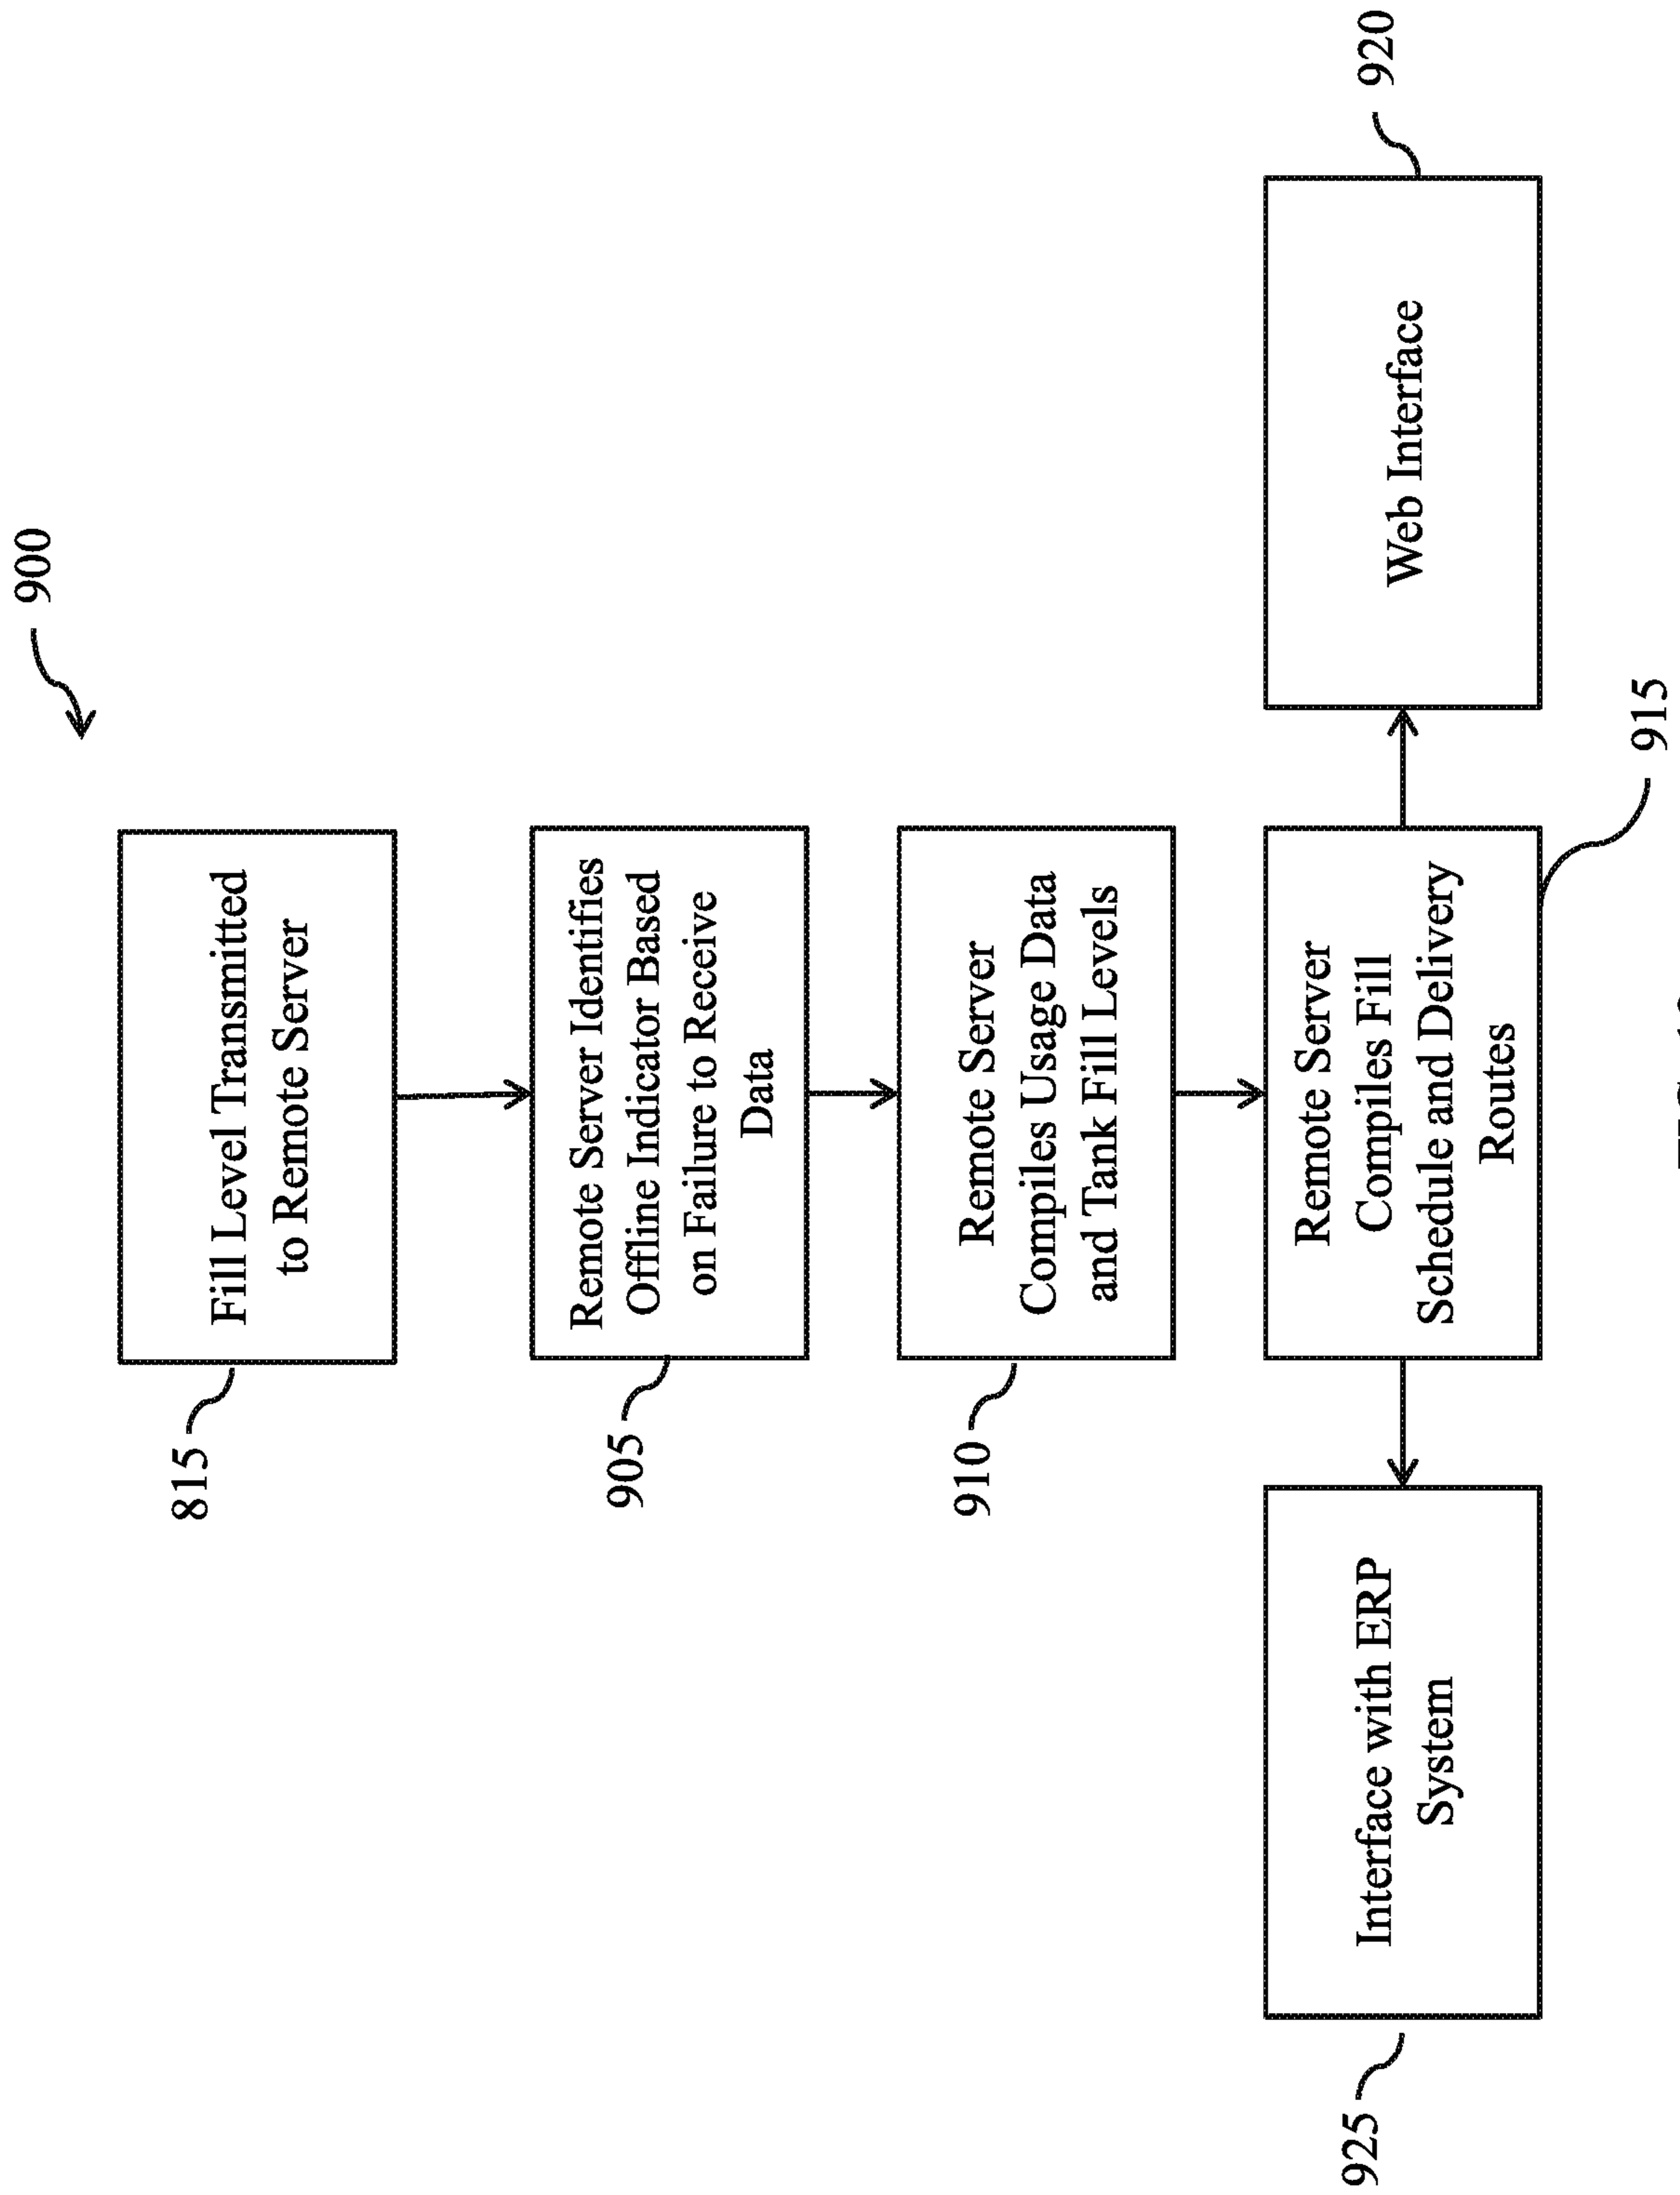 900
Fill Level Transmitted
to Remote Server
815
Remote Server Identifies
Offline Indicator Based
on Failure to Receive
Data
905
Remote Server
Compiles Usage Data
and Tank Fill Levels
910
Interface with ERP
System
925
Remote Server
Compiles Fill
Schedule and Delivery
Routes
915
Web Interface
920